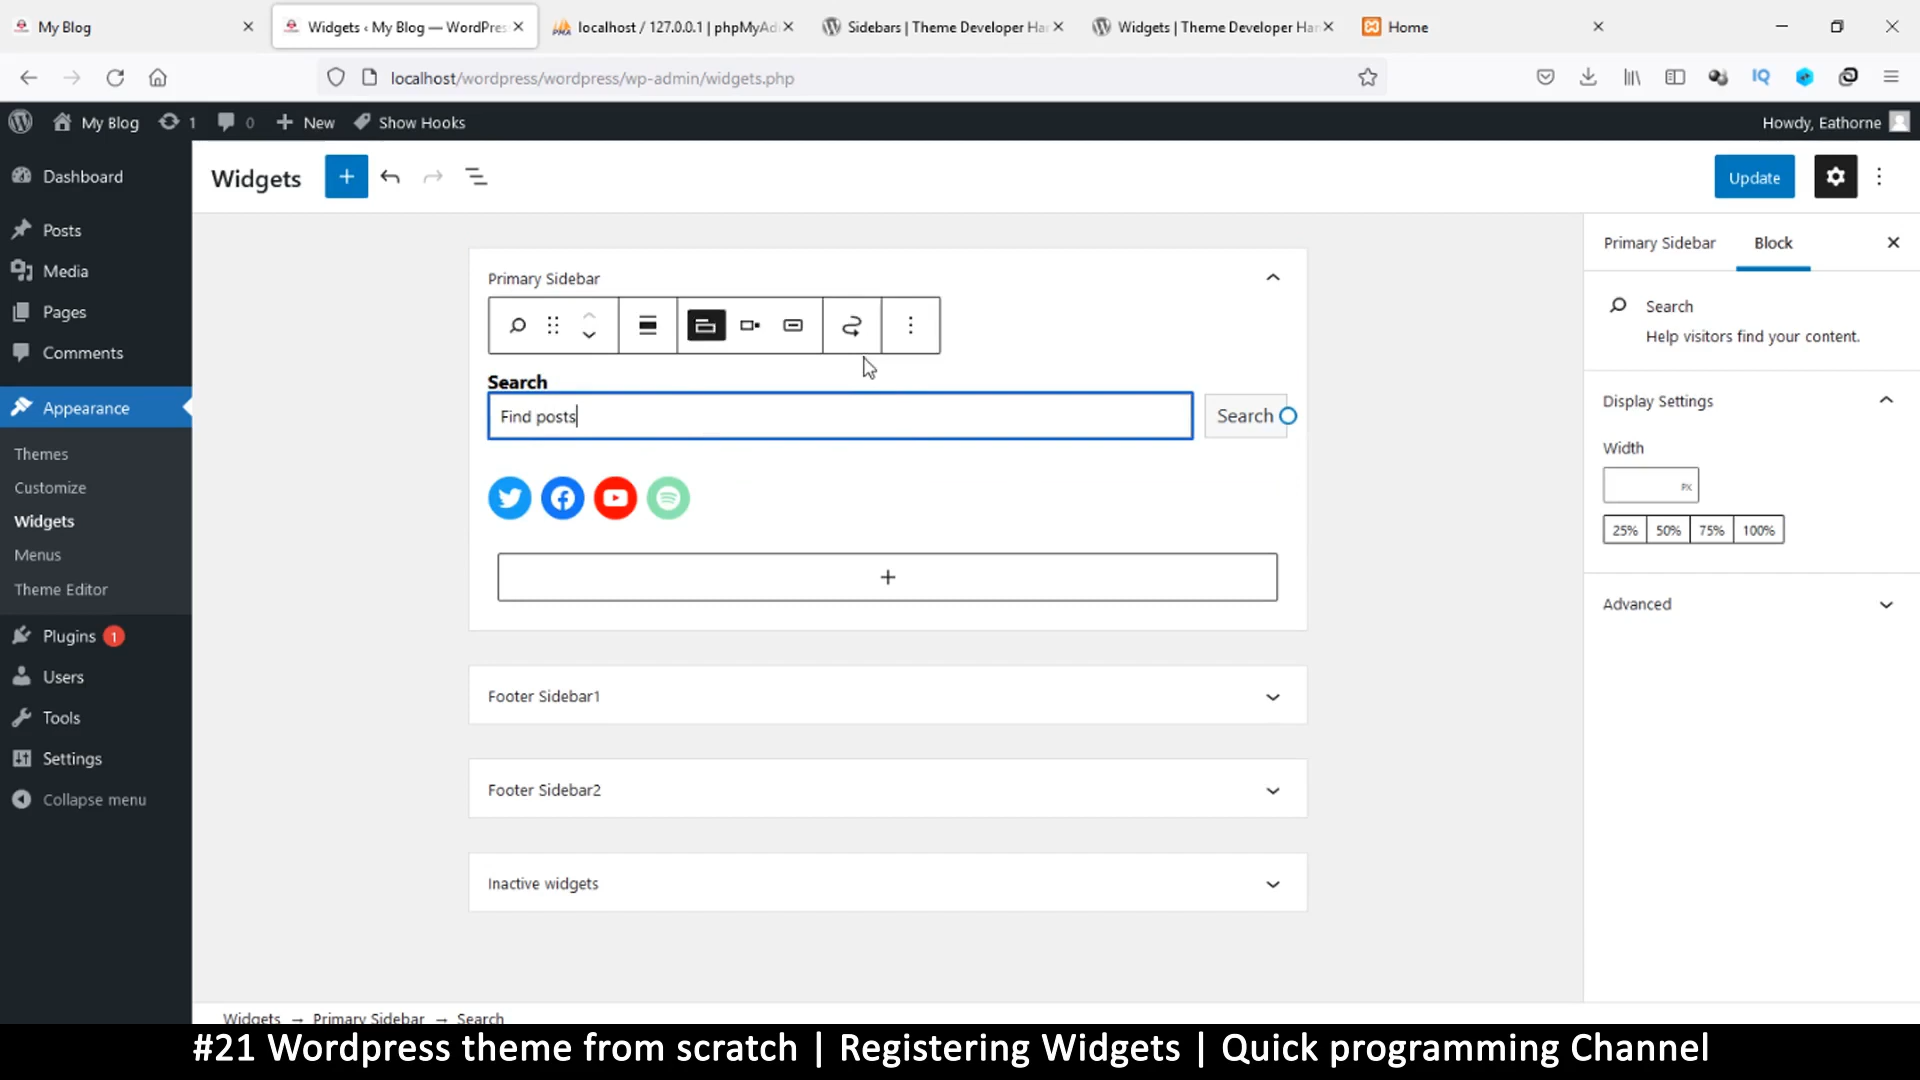 My Blog
Widgets ‹ My Blog — WordPres
localhost / 127.0.0.1 | phpMyAd
Sidebars | Theme Developer Han
Widgets | Theme Developer Han
Home
localhost/wordpress/wordpress/wp-admin/widgets.php
IQ
My Blog
1
0
New
Show Hooks
Howdy, Eathorne
Dashboard
Posts
Media
Pages
Comments
Appearance
Themes
Customize
Widgets
Menus
Theme Editor
Plugins 1
Users
Tools
Settings
Collapse menu
Widgets
Update
Primary Sidebar
Search
Find posts
Search
Footer Sidebar1
Footer Sidebar2
Inactive widgets
Primary Sidebar
Block
Search
Help visitors find your content.
Display Settings
Width
PX
25% 50% 75% 100%
Advanced
Widgets → Primary Sidebar → Search
#21 Wordpress theme from scratch | Registering Widgets | Quick programming Channel